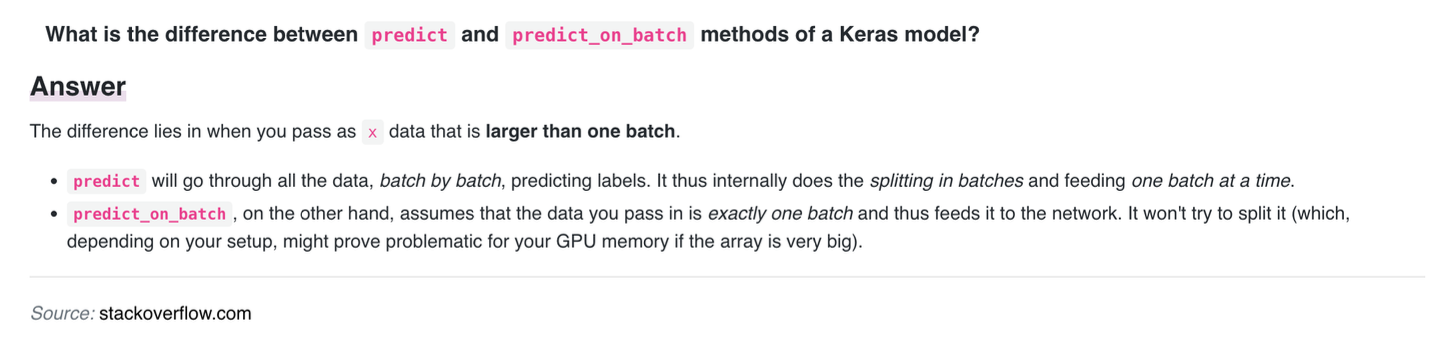 What is the difference between predict and predict_on_batch methods of a Keras model?
Answer
The difference lies in when you pass as x data that is larger than one batch.
• predict will go through all the data, batch by batch, predicting labels. It thus internally does the splitting in batches and feeding one batch at a time.
• predict_on_batch , on the other hand, assumes that the data you pass in is exactly one batch and thus feeds it to the network. It won't try to split it (which,
depending on your setup, might prove problematic for your GPU memory if the array is very big).
Source: stackoverflow.com